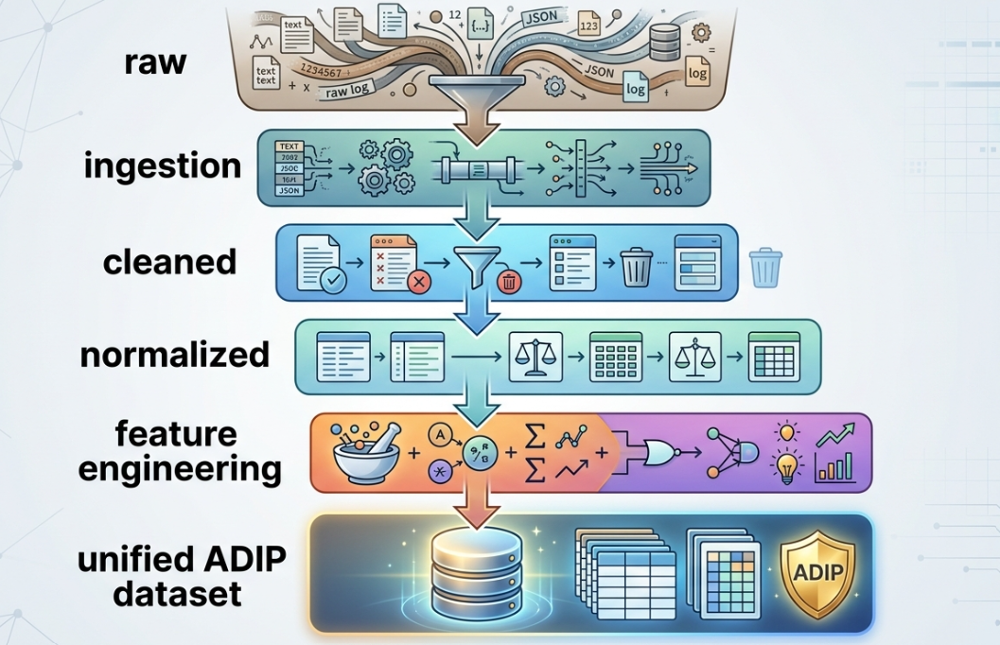 raw
text
12
{...}
JSON
123
text
text
1234567
raw log
JSON
log
log
ingestion
TEXT
JSON
cleaned
normalized
feature
engineering
A
unified ADIP
dataset
ADIP